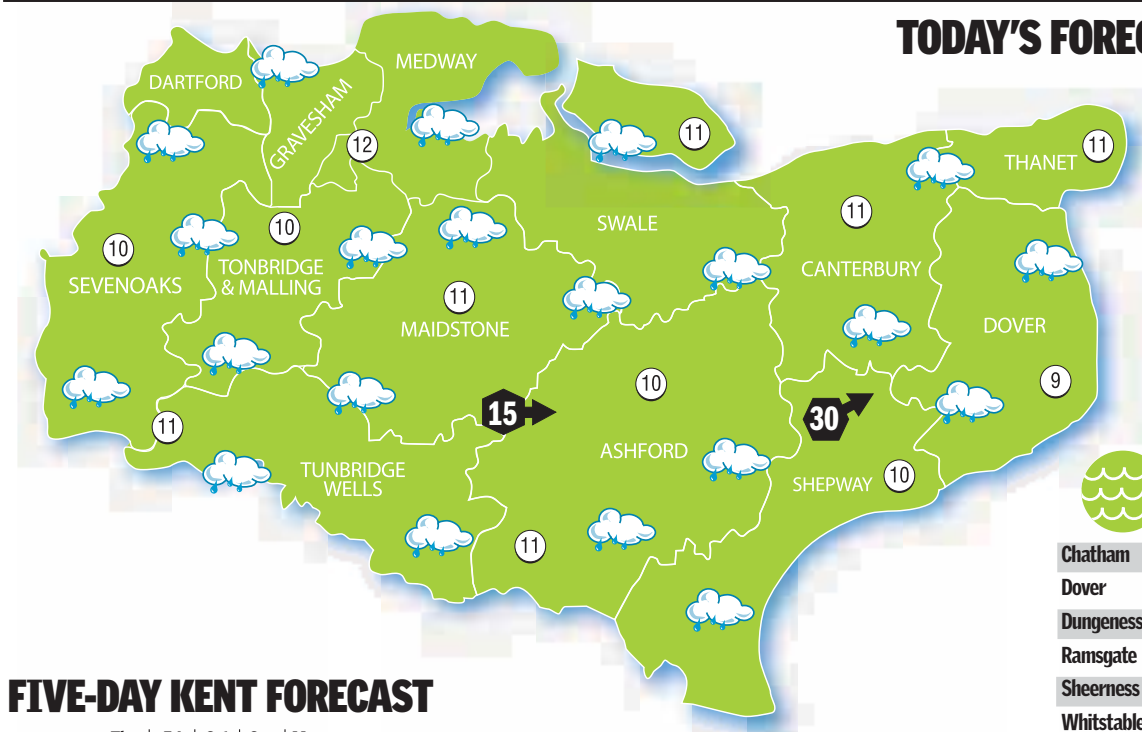 TODAY'S FOREC
MEDWAY
DARTFORD
GRAVESHAM
12
11
THANET
11
11
SWALE
10
10
SEVENOAKS
TONBRIDGE
& MALLING
CANTERBURY
11
MAIDSTONE
DOVER
9
10
15
30
11
ASHFORD
TUNBRIDGE
WELLS
SHEPWAY
10
11
Chatham
Dover
Dungeness
Ramsgate
Sheerness
Whitstable
FIVE-DAY KENT FORECAST